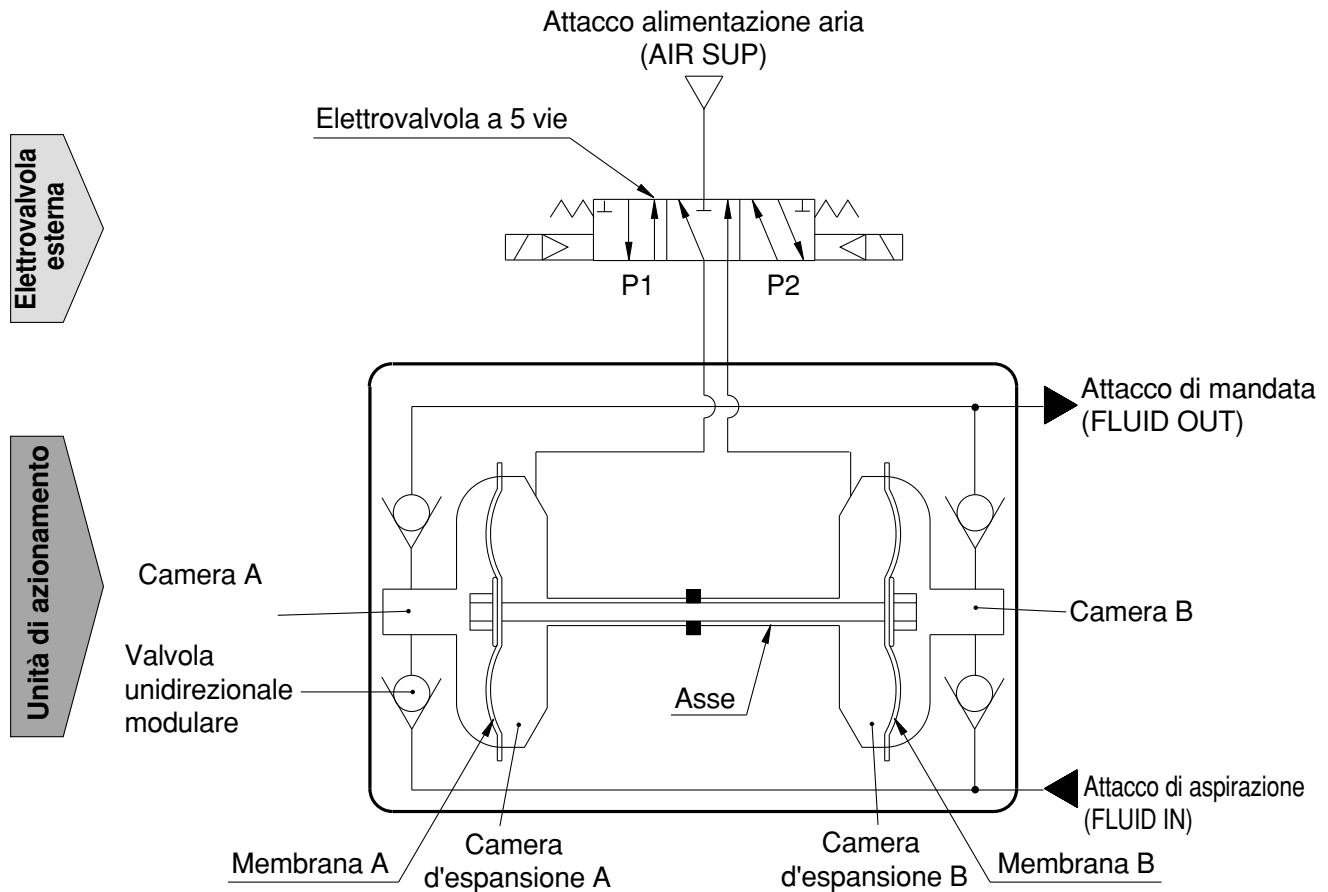 Attacco alimentazione aria
(AIR SUP)
Elettrovalvola a 5 vie
Elettrovalvola
esterna
P1
P2
Attacco di mandata
(FLUID OUT)
Unità di azionamento
Camera A
Camera B
Valvola
unidirezionale
modulare
Asse
Attacco di aspirazione
(FLUID IN)
Membrana A
Camera
d'espansione A
Camera
d'espansione B
Membrana B